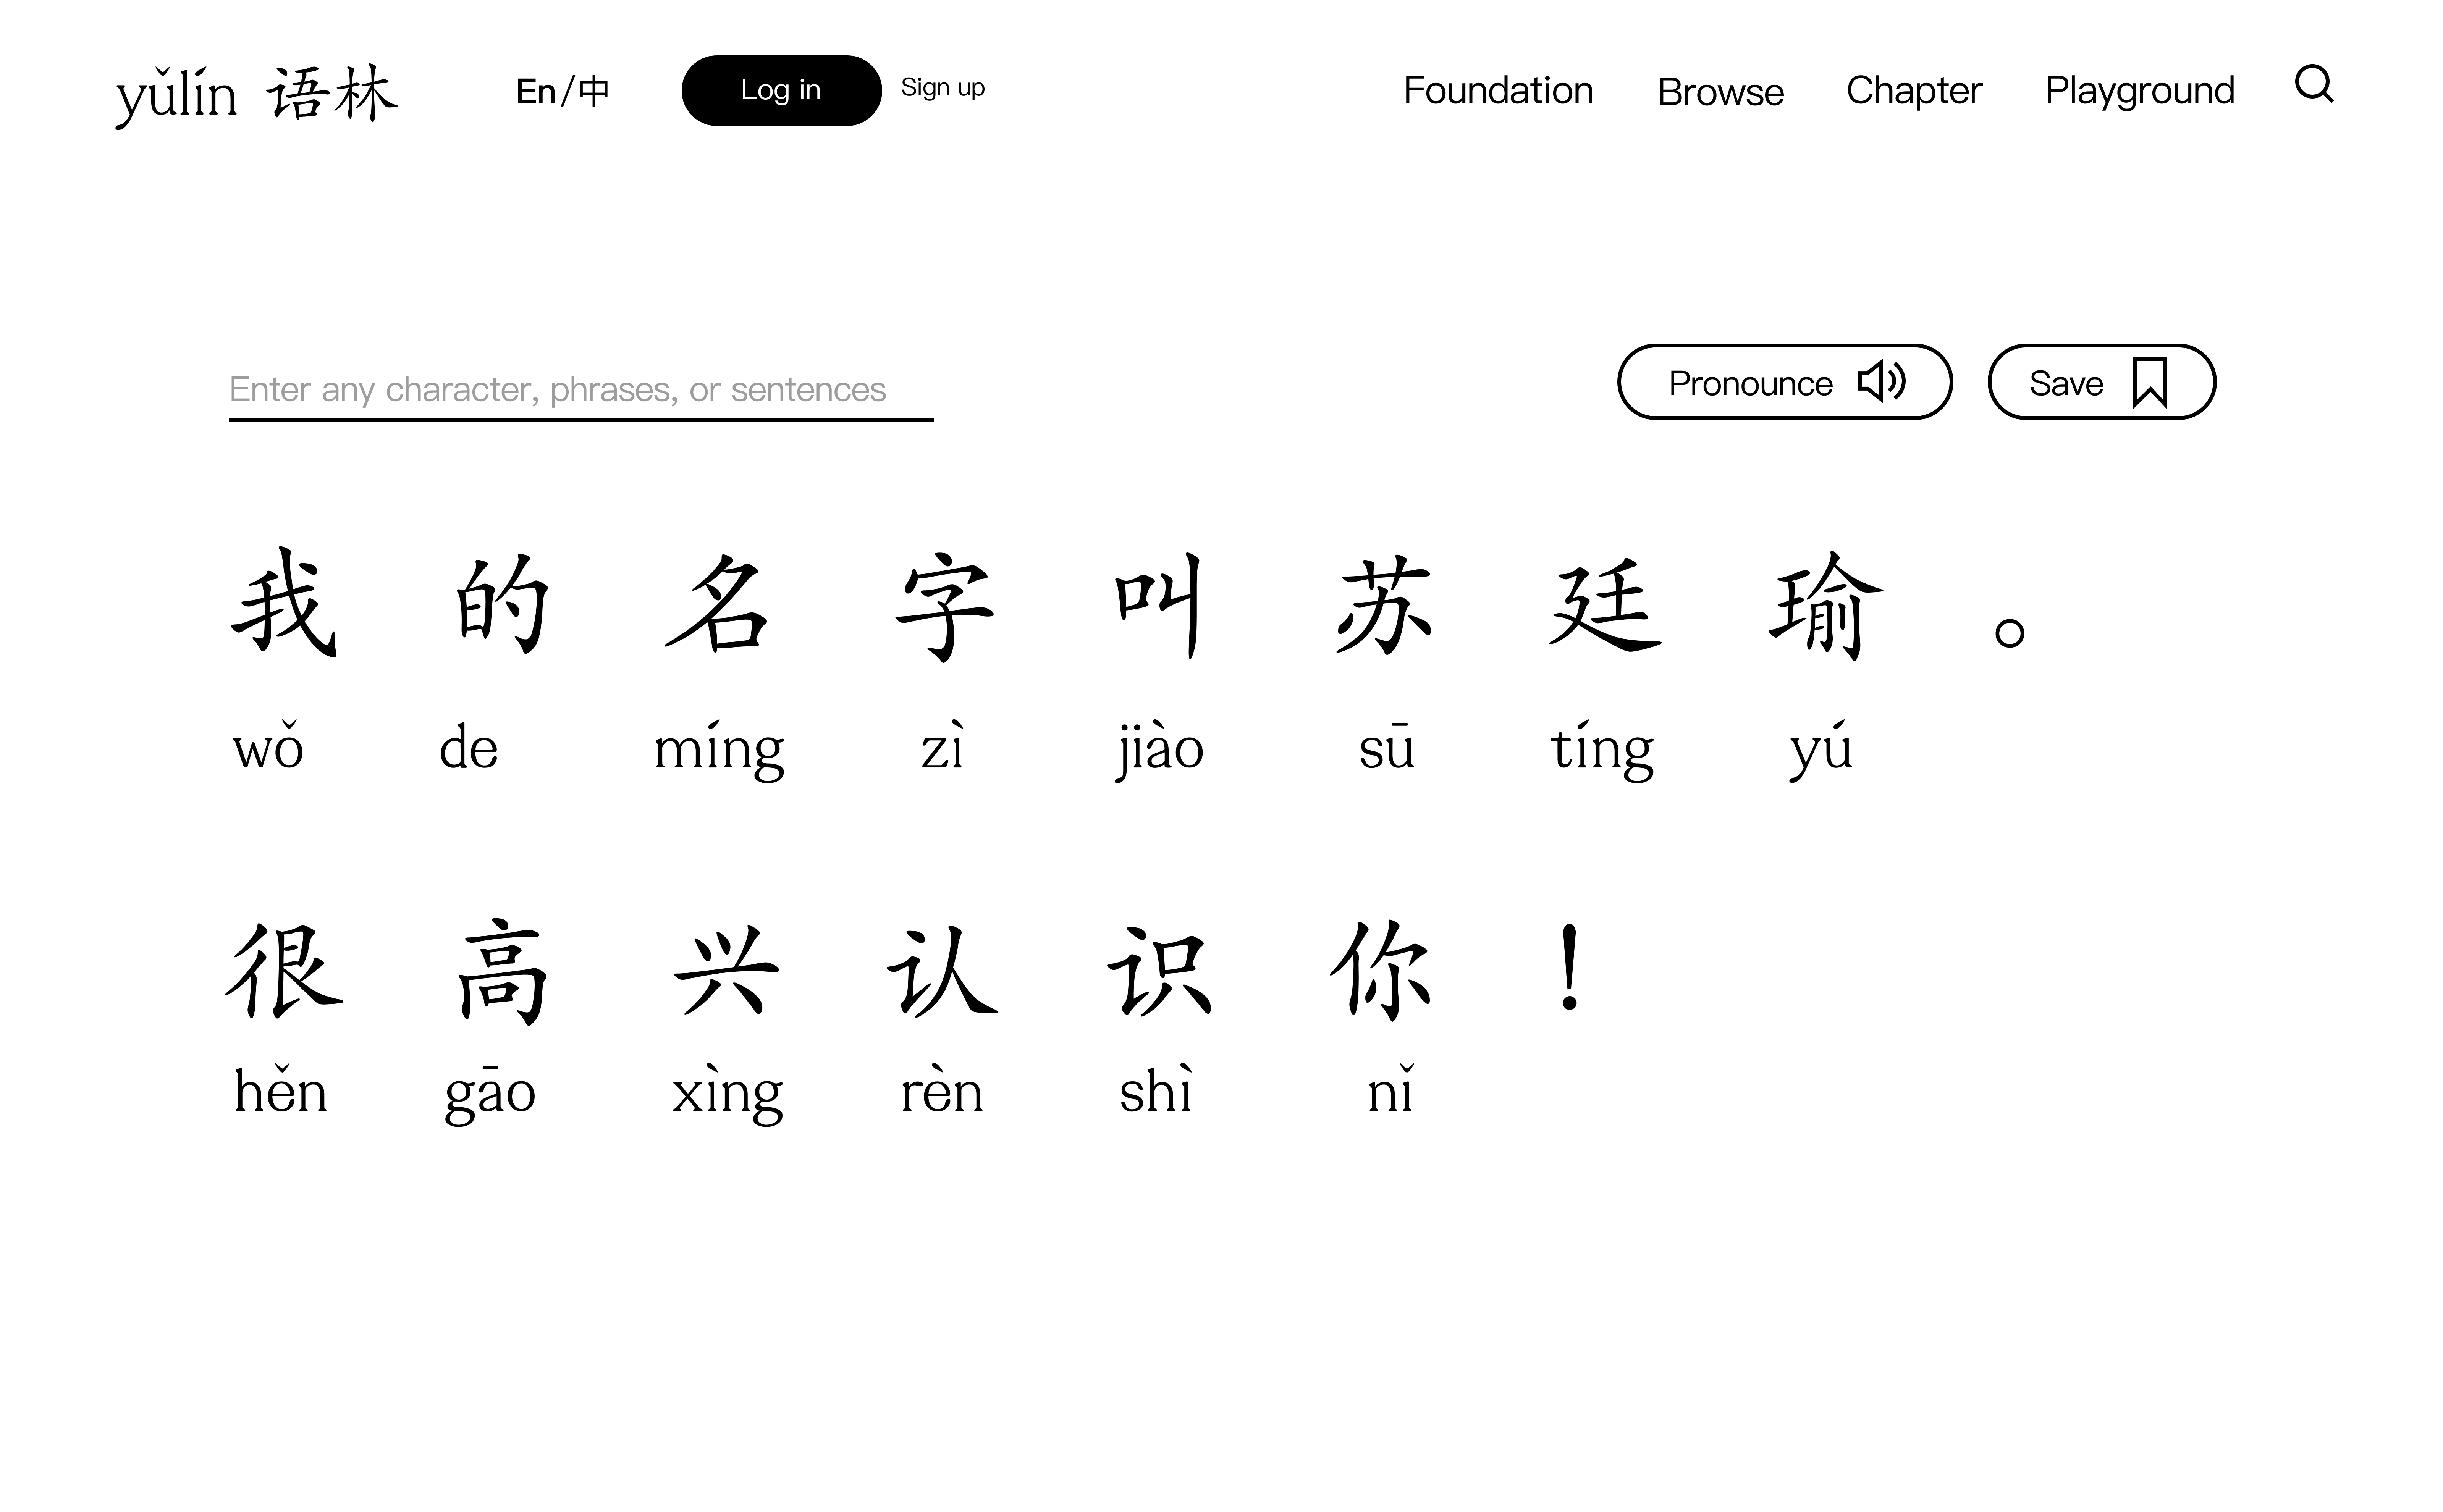 yǔlín 语林 En/中 Log in Sign up Foundation Browse Chapter Playground
Enter any character, phrases, or sentences Pronounce Save
我 的 名 字 叫 苏 廷 瑜 。
wǒ de míng zì jiào sū tíng yú
很 高 兴 认 识 你 !
hěn gāo xìng rèn shì nǐ